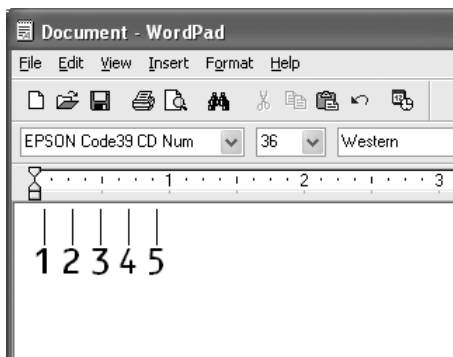 Document - WordPad
File Edit View Insert Format Help
EPSON Code39 CD Num 36 Western
1 2 3
1 2 3 4 5